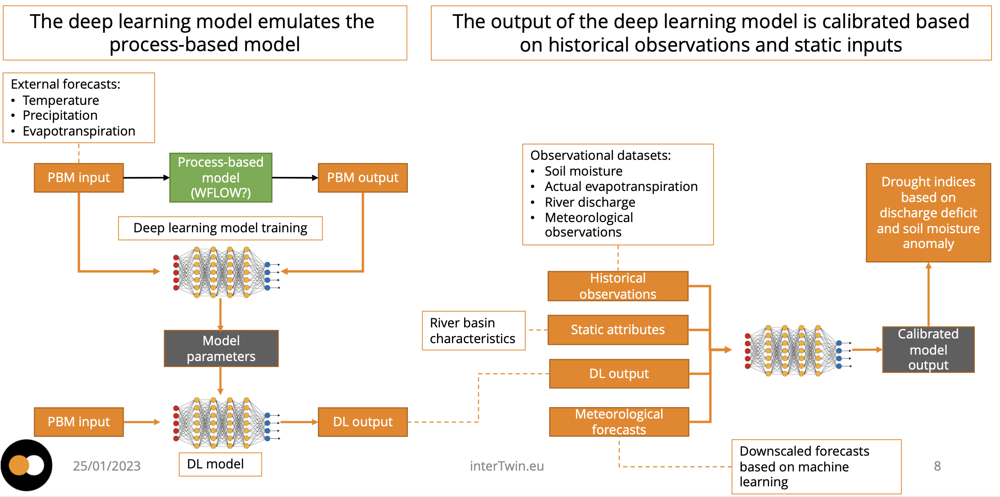 The deep learning model emulates the
process-based model
The output of the deep learning model is calibrated based
on historical observations and static inputs
External forecasts:
• Temperature
• Precipitation
• Evapotranspiration
PBM input
Process-based
model
(WFLOW?)
PBM output
Deep learning model training
Model
parameters
PBM input
DL output
DL model
Observational datasets:
• Soil moisture
• Actual evapotranspiration
• River discharge
• Meteorological
observations
Historical
observations
River basin
characteristics
Static attributes
DL output
Meteorological
forecasts
Downscaled forecasts
based on machine
learning
Calibrated
model
output
Drought indices
based on
discharge deficit
and soil moisture
anomaly
25/01/2023
interTwin.eu
8